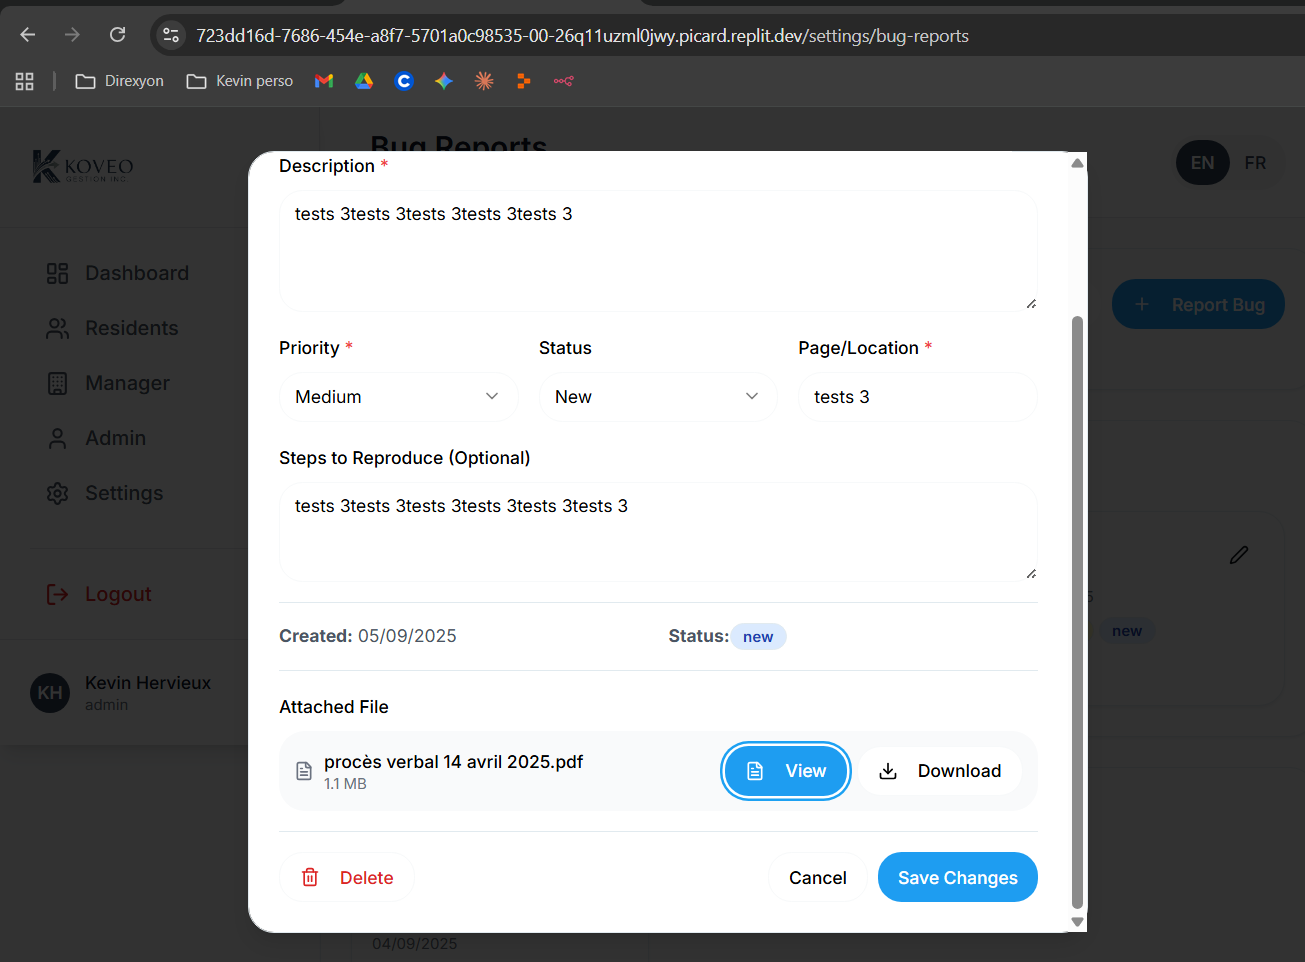 723dd16d-7686-454e-a8f7-5701a0c98535-00-26q11uzml0jwy.picard.replit.dev/settings/bug-reports
Direxyon
Kevin perso
KOVEO
GESTION INC.
Bug Reports
EN
FR
Dashboard
Residents
Manager
Admin
Settings
Logout
KH
Kevin Hervieux
admin
Report Bug
Description *
tests 3tests 3tests 3tests 3tests 3
Priority *
Status
Page/Location *
Medium
New
tests 3
Steps to Reproduce (Optional)
tests 3tests 3tests 3tests 3tests 3tests 3
Created: 05/09/2025
Status: new
5
new
Attached File
procès verbal 14 avril 2025.pdf
1.1 MB
View
Download
Delete
Cancel
Save Changes
04/09/2025